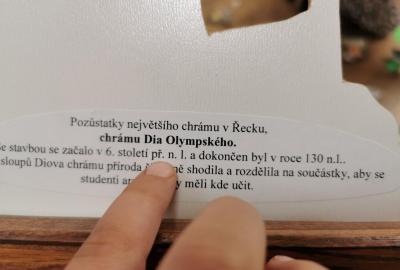 Pozůstatky největšího chrámu v Řecku,
chrámu Dia Olympského.
se stavbou se začalo v 6. století př. n. l. a dokončen byl v roce 130 n.l..
sloupů Diova chrámu příroda shodila a rozdělila na součástky, aby se
studenti měli kde učit.